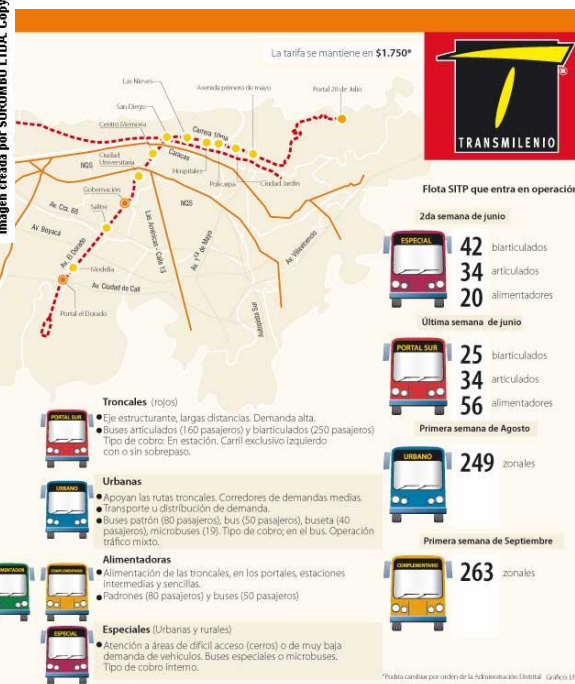 Imagen creada por SURUMBO LTDA. Copy
La tarifa se mantiene en $1.750*
TRANSMILENIO
®
Las Nieves
Avenida primero de mayo
Portal 20 de Julio
San Diego
Centro Memoria
Carrera 10ma
Caracas
Ciudad
Universitaria
NQS
Hospitales
Policarpa
Ciudad Jardín
Gobernación
Av. Cra. 68
Salitre
NQS
Av. Boyacá
Las Américas - Calle 13
Av. 1ra de Mayo
Av. Villavicencio
Av. El Dorado
Modelia
Av. Ciudad de Cali
Autopista Sur
Portal el Dorado
Flota SITP que entra en operación
2da semana de junio
ESPECIAL
42 biarticulados
34 articulados
20 alimentadores
Última semana de junio
PORTAL SUR
25 biarticulados
34 articulados
56 alimentadores
Primera semana de Agosto
URBANO
249 zonales
Primera semana de Septiembre
COMPLEMENTARIO
263 zonales
PORTAL SUR
Troncales (rojos)
•Eje estructurante, largas distancias. Demanda alta.
•Buses articulados (160 pasajeros) y biarticulados (250 pasajeros)
Tipo de cobro: En estación. Carril exclusivo izquierdo
con o sin sobrepaso.
URBANO
Urbanas
•Apoyan las rutas troncales. Corredores de demandas medias.
•Transporte u distribución de demanda.
•Buses patrón (80 pasajeros), bus (50 pasajeros), buseta (40
pasajeros), microbuses (19). Tipo de cobro; en el bus. Operación
tráfico mixto.
COMPLEMENTARIO
Alimentadoras
•Alimentación de las troncales, en los portales, estaciones
intermedias y sencillas.
•Padrones (80 pasajeros) y buses (50 pasajeros)
ESPECIAL
Especiales (Urbanas y rurales)
•Atención a áreas de difícil acceso (cerros) o de muy baja
demanda de vehículos. Buses especiales o microbuses.
Tipo de cobro interno.
*Podría cambiar por orden de la Administración Distrital Gráfico: